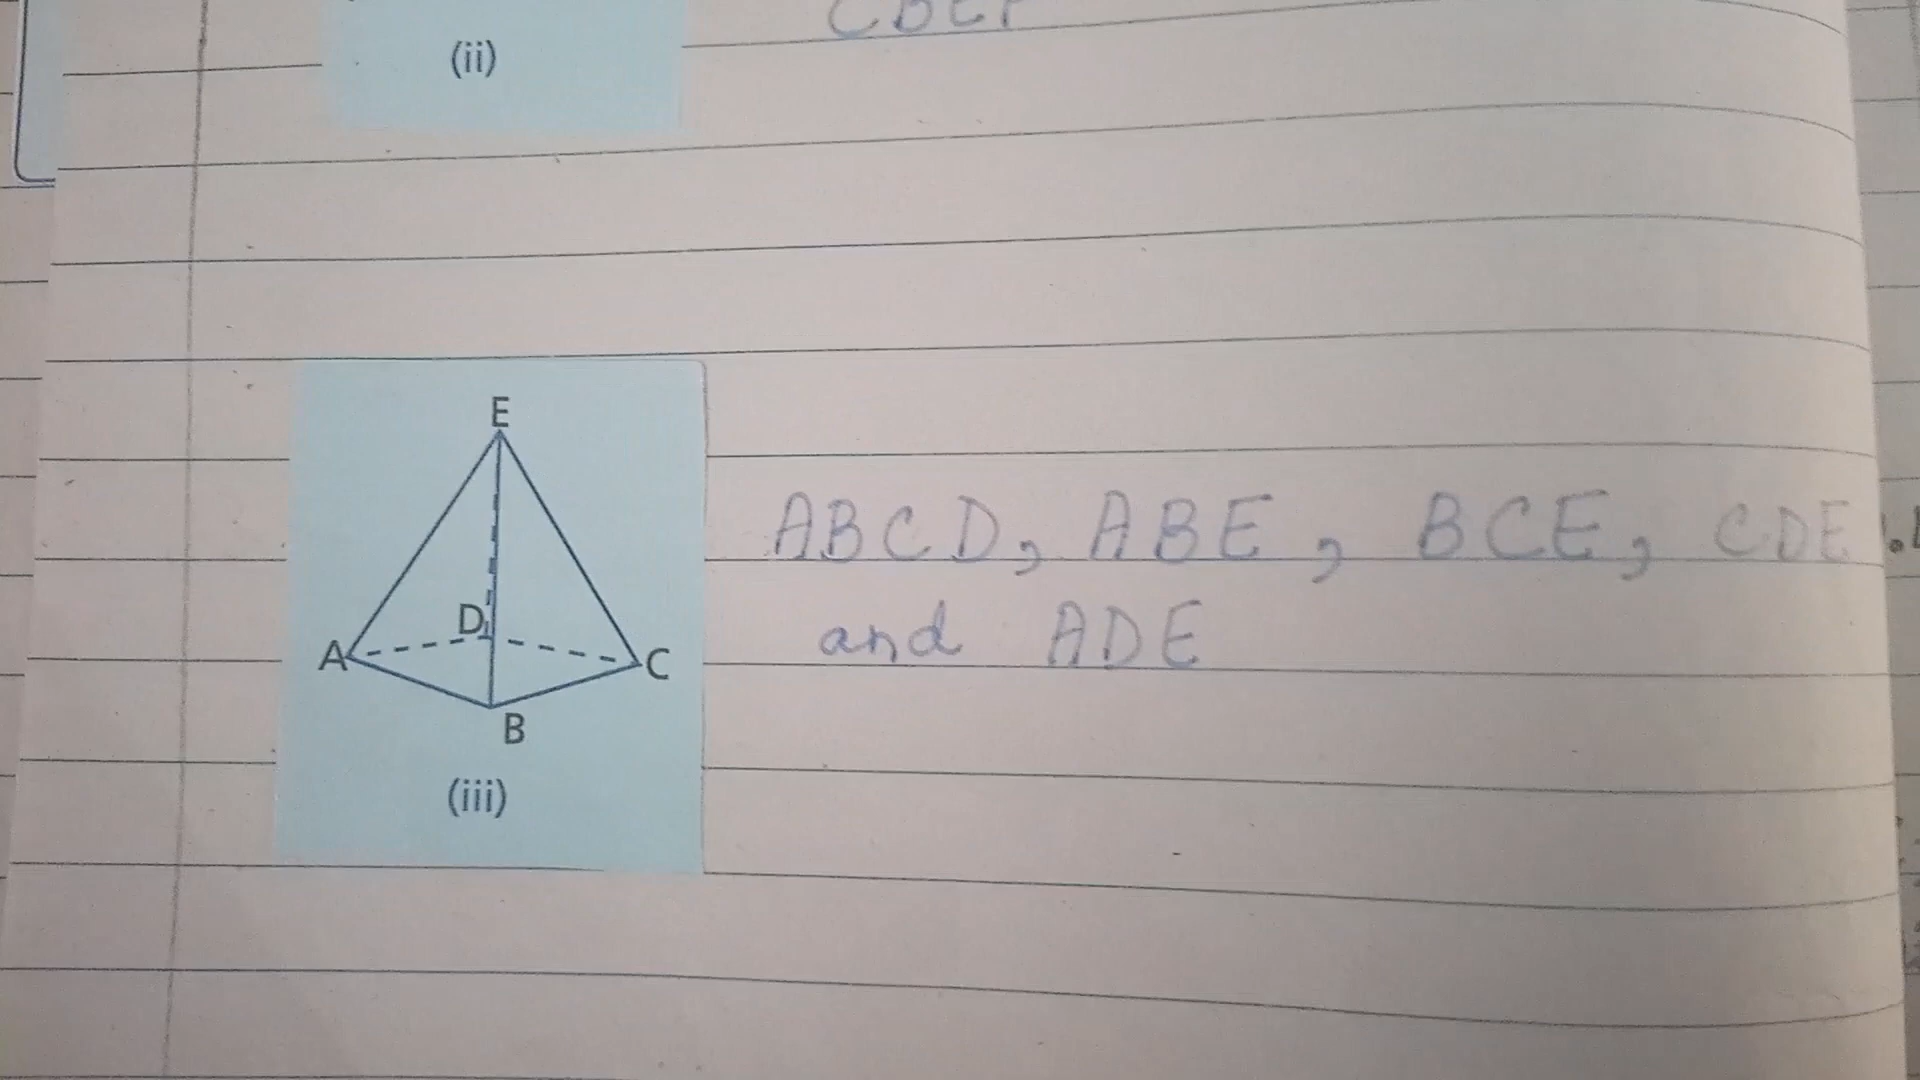 (ii)
E
D
A
C
B
(iii)
ABCD, ABE, BCE, CDE
and ADE